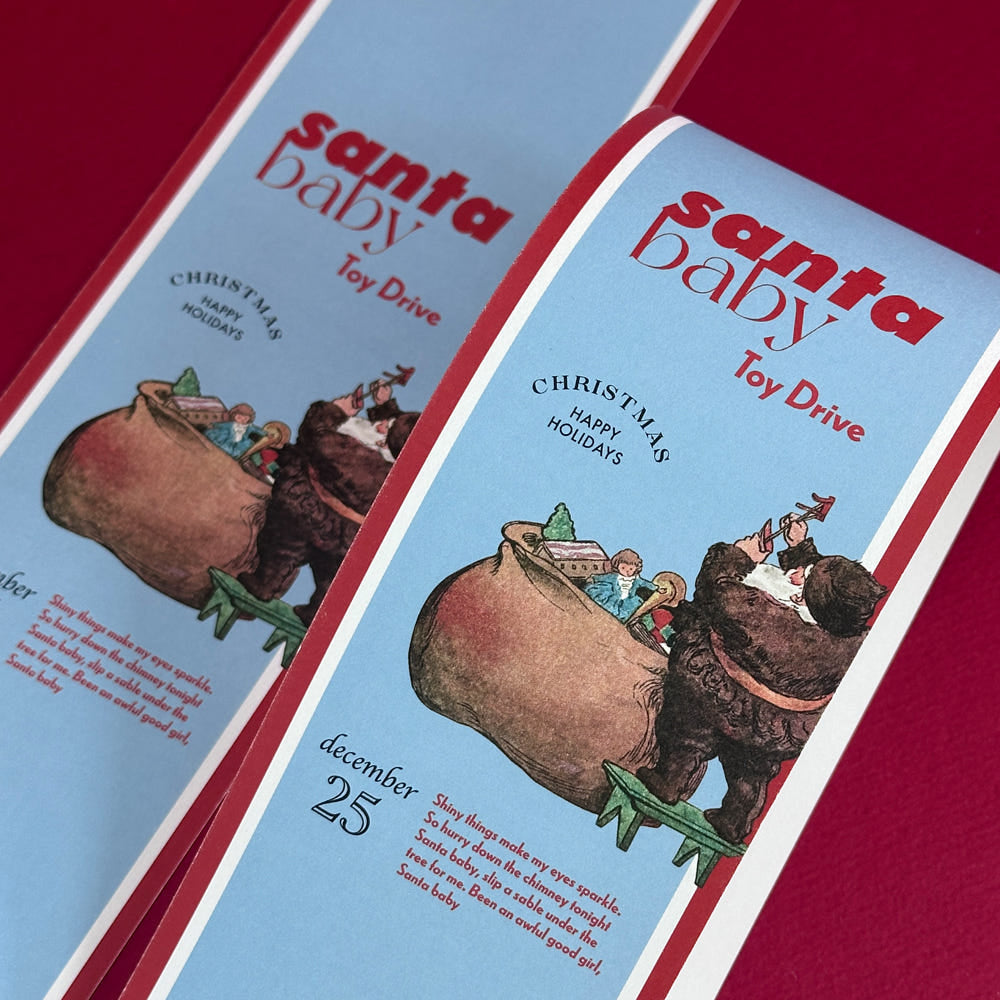 santa
baby
Toy Drive
CHRISTMAS
HAPPY
HOLIDAYS
Shiny things make my eyes sparkle.
So hurry down the chimney tonight
Santa baby, slip a sable under the
tree for me. Been an awful good girl,
Santa baby
santa
baby
Toy Drive
CHRISTMAS
HAPPY
HOLIDAYS
december
25
Shiny things make my eyes sparkle.
So hurry down the chimney tonight
Santa baby, slip a sable under the
tree for me. Been an awful good girl,
Santa baby